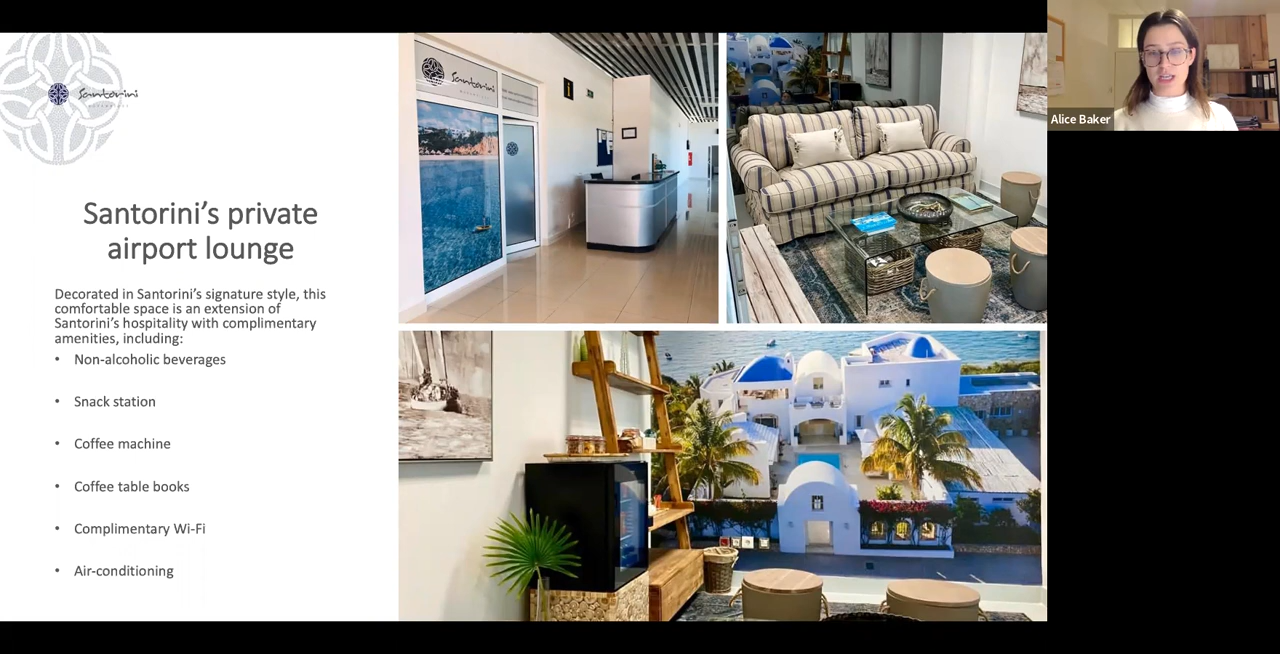 Santorini
Santorini's private
airport lounge
Decorated in Santorini's signature style, this
comfortable space is an extension of
Santorini's hospitality with complimentary
amenities, including:
• Non-alcoholic beverages
• Snack station
• Coffee machine
• Coffee table books
• Complimentary Wi-Fi
• Air-conditioning
Santorini
Alice Baker